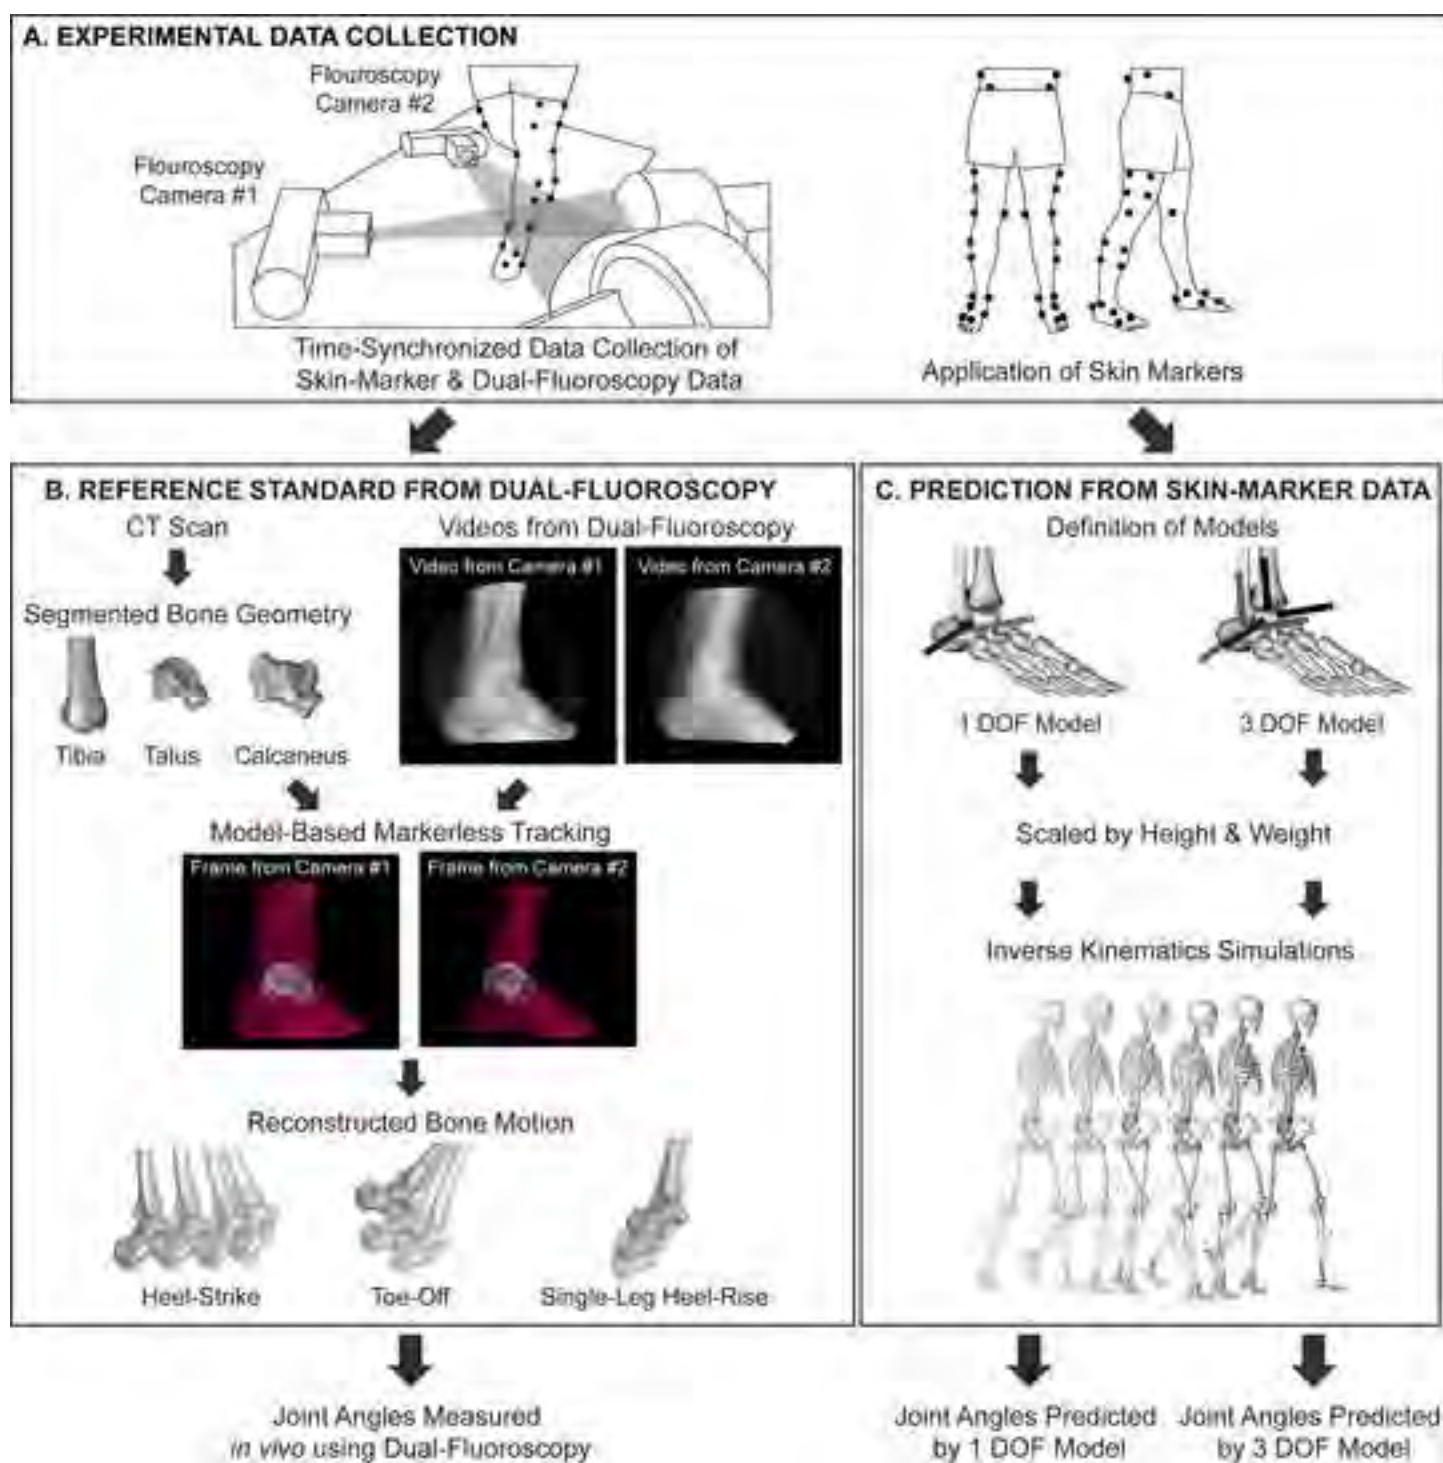 A. EXPERIMENTAL DATA COLLECTION
Flouroscopy
Camera #2
Flouroscopy
Camera #1
Time-Synchronized Data Collection of
Skin-Marker & Dual-Fluoroscopy Data
Application of Skin Markers
B. REFERENCE STANDARD FROM DUAL-FLUOROSCOPY
CT Scan
Videos from Dual-Fluoroscopy
Video from Camera #1
Video from Camera #2
Segmented Bone Geometry
Tibia
Talus
Calcaneus
Model-Based Markerless Tracking
Frame from Camera #1
Frame from Camera #2
Reconstructed Bone Motion
Heel-Strike
Toe-Off
Single-Leg Heel-Rise
Joint Angles Measured
in vivo using Dual-Fluoroscopy
C. PREDICTION FROM SKIN-MARKER DATA
Definition of Models
1 DOF Model
3 DOF Model
Scaled by Height & Weight
Inverse Kinematics Simulations
Joint Angles Predicted
by 1 DOF Model
Joint Angles Predicted
by 3 DOF Model